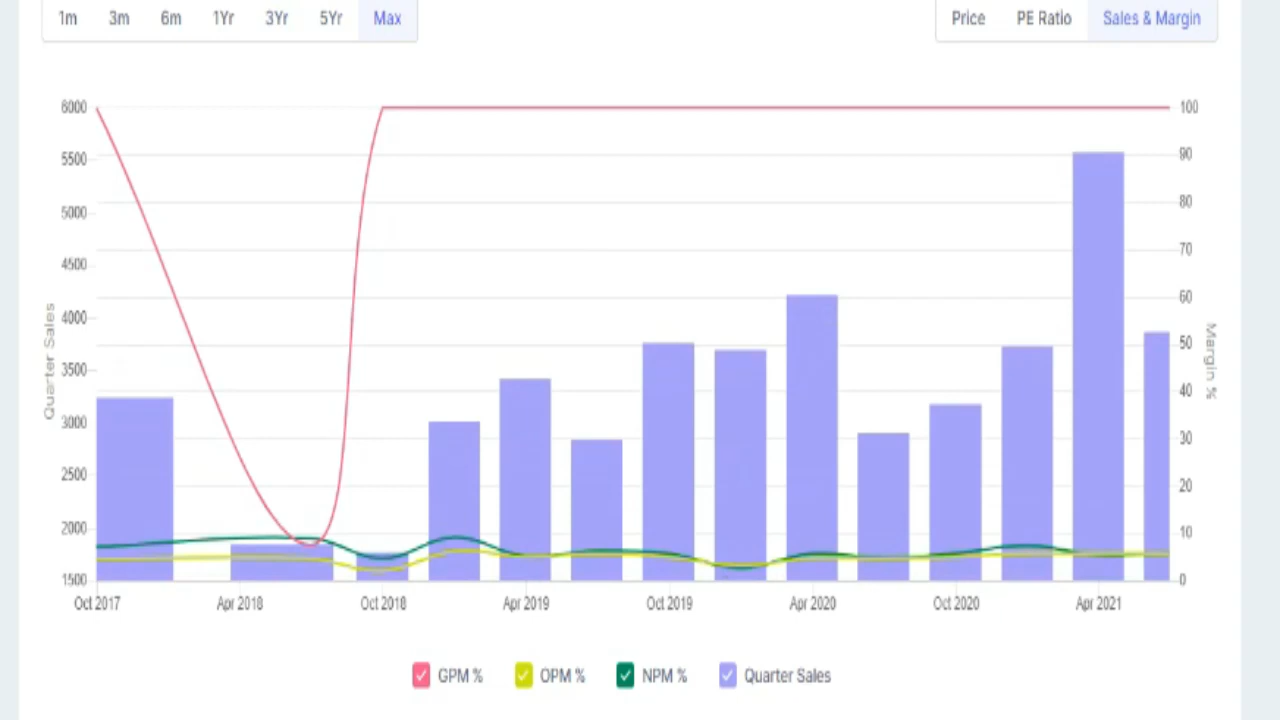 1m 3m 6m 1Yr 3Yr 5Yr Max Price PE Ratio Sales & Margin
6000 100
5500 90
5000 80
4500 70
4000 60
3500 50
3000 40
2500 30
2000 20
1500 10
0
Quarter Sales
Margin %
Oct 2017 Apr 2018 Oct 2018 Apr 2019 Oct 2019 Apr 2020 Oct 2020 Apr 2021
GPM % OPM % NPM % Quarter Sales